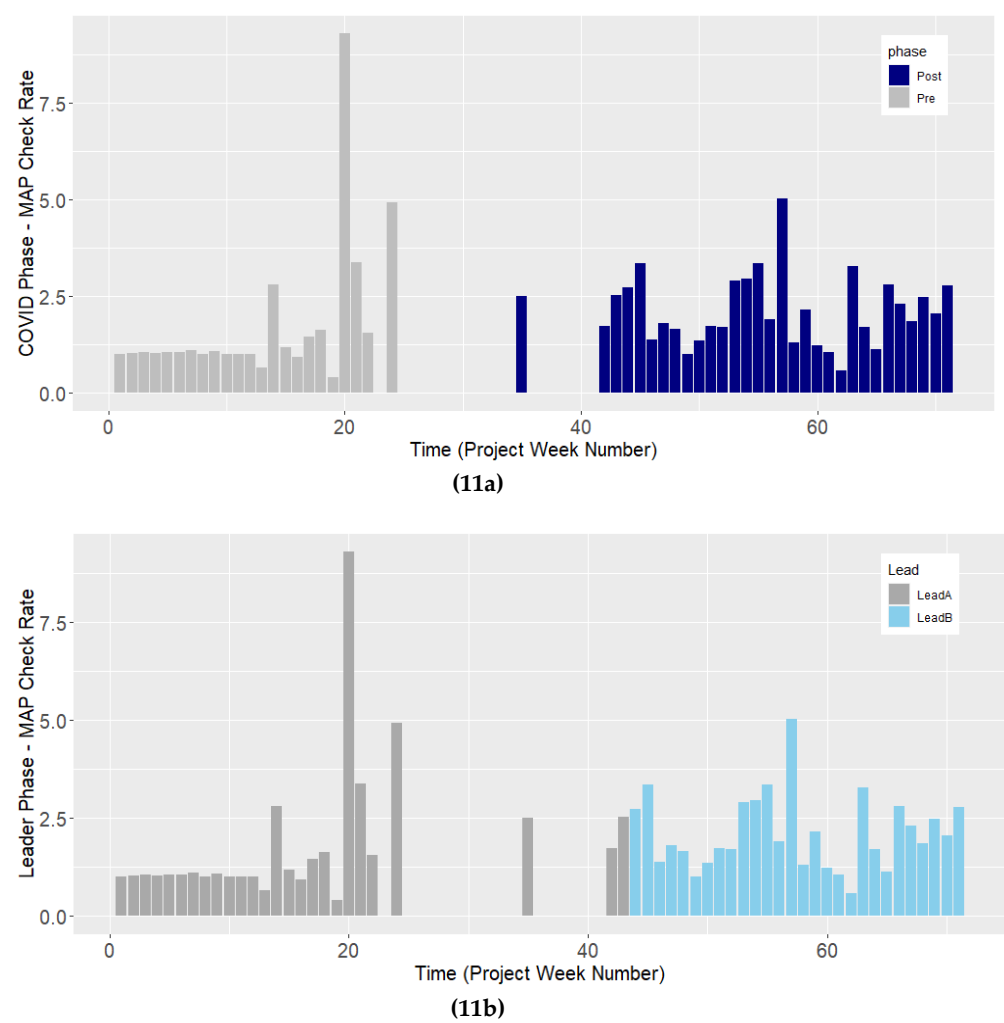 COVID Phase - MAP Check Rate
7.5
5.0
2.5
0.0
phase
Post
Pre
0
20
40
60
Time (Project Week Number)
(11a)
Leader Phase - MAP Check Rate
7.5
5.0
2.5
0.0
Lead
LeadA
LeadB
0
20
40
60
Time (Project Week Number)
(11b)